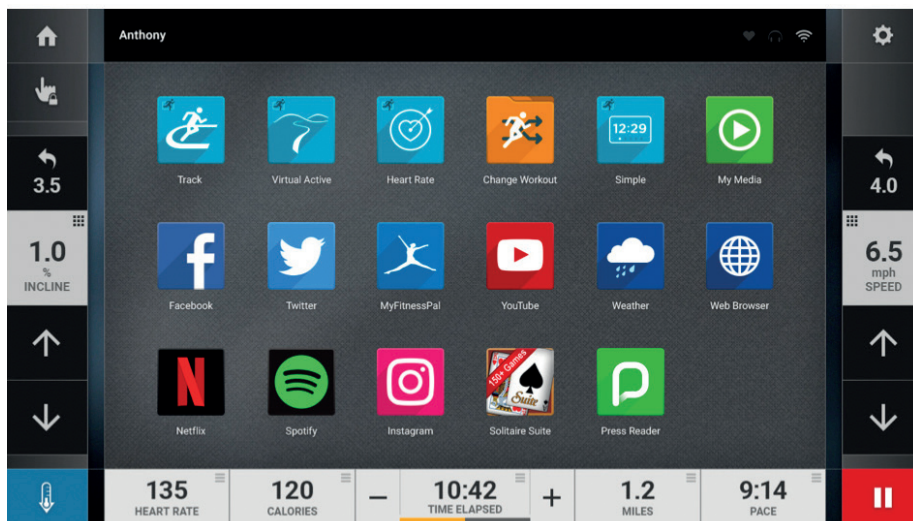 Anthony
3.5
4.0
1.0
%
INCLINE
6.5
mph
SPEED
12:29
Track
Virtual Active
Heart Rate
Change Workout
Simple
My Media
f
Facebook
Twitter
MyFitnessPal
YouTube
Weather
Web Browser
N
150+ Games
Suite
Netflix
Spotify
Instagram
Solitaire Suite
Press Reader
135
HEART RATE
120
CALORIES
− 10:42 +
TIME ELAPSED
1.2
MILES
9:14
PACE